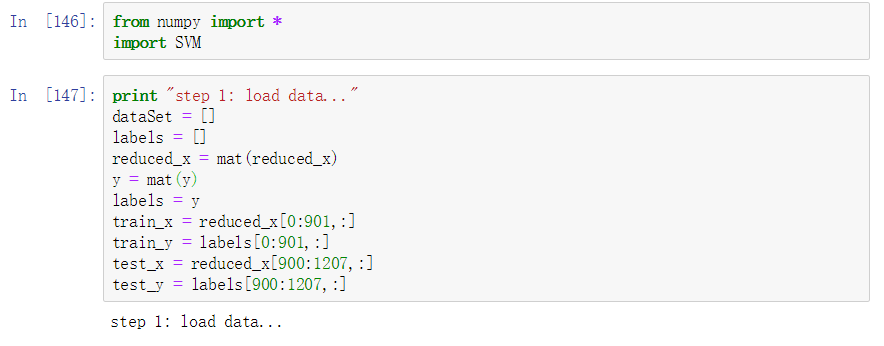 In [146]: from numpy import *
import SVM
In [147]: print "step 1: load data..."
dataSet = []
labels = []
reduced_x = mat(reduced_x)
y = mat(y)
labels = y
train_x = reduced_x[0:901,:]
train_y = labels[0:901,:]
test_x = reduced_x[900:1207,:]
test_y = labels[900:1207,:]
step 1: load data...